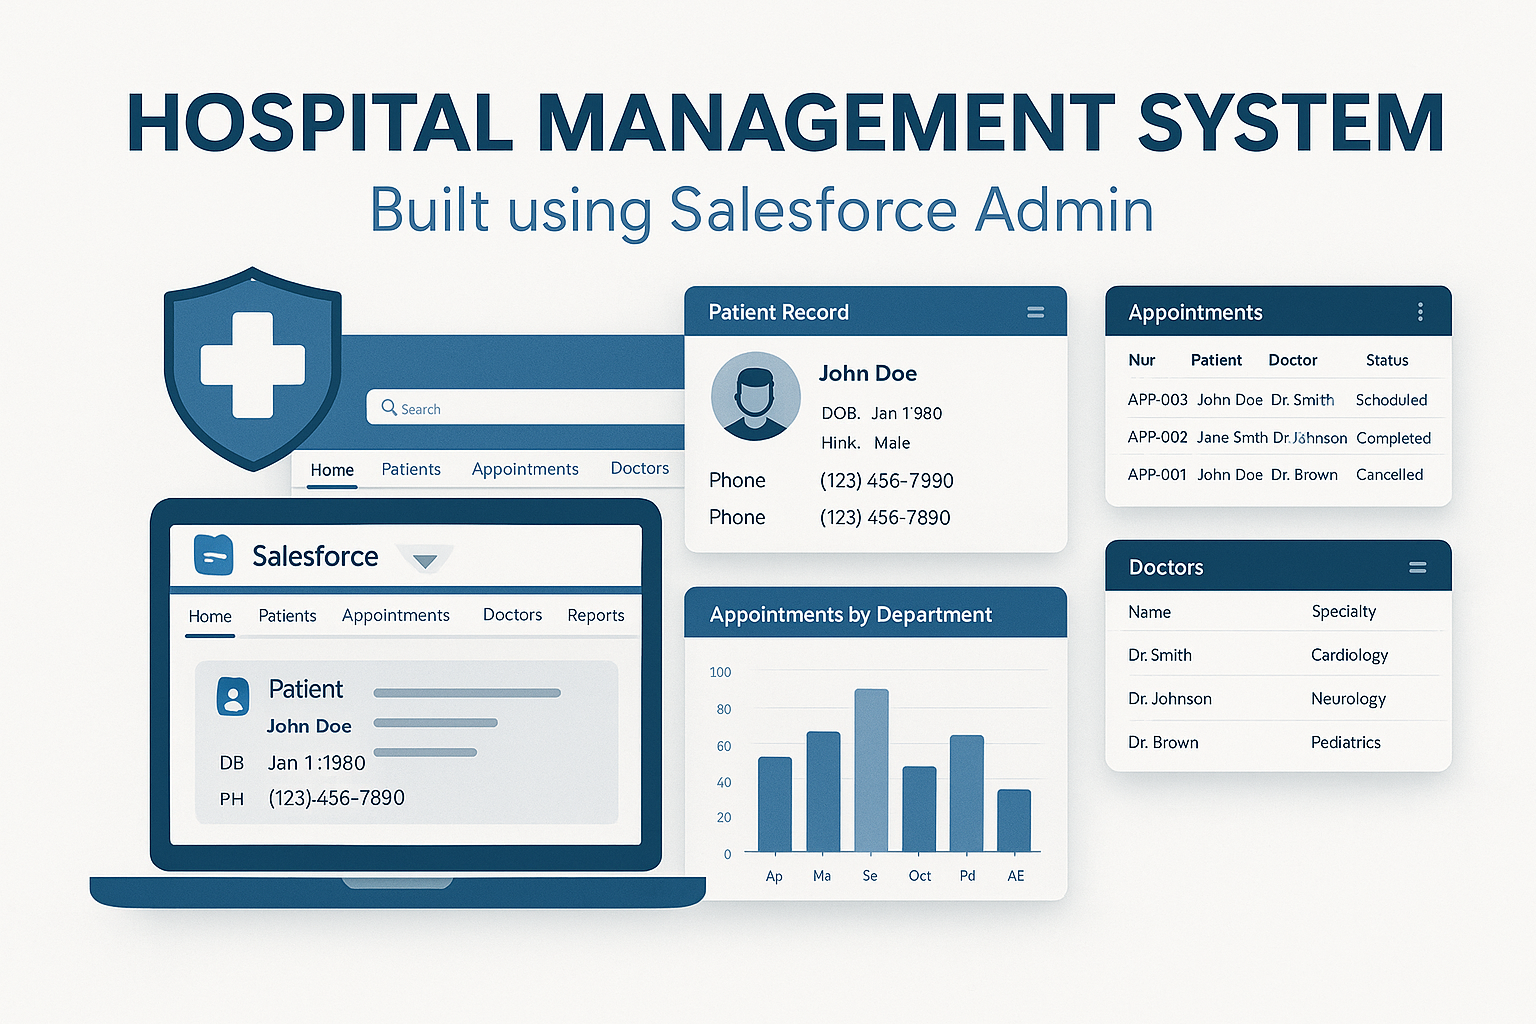 HOSPITAL MANAGEMENT SYSTEM
Built using Salesforce Admin
Search
Home Patients Appointments Doctors
Salesforce
Home Patients Appointments Doctors Reports
Patient
John Doe
DB Jan 1:1980
PH (123)-456-7890
Patient Record
John Doe
DOB. Jan 1'980
Hink. Male
Phone (123) 456-7990
Phone (123) 456-7890
Appointments by Department
100
80
60
40
20
0
Ap Ma Se Oct Pd AE
Appointments
Nur Patient Doctor Status
APP-003 John Doe Dr. Smith Schoduled
APP-002 Jane Smth Dr. Johnson Completed
APP-001 John Doe Dr. Brown Cancelled
Doctors
Name Specialty
Dr. Smith Cardiology
Dr. Johnson Neurology
Dr. Brown Pediatrics